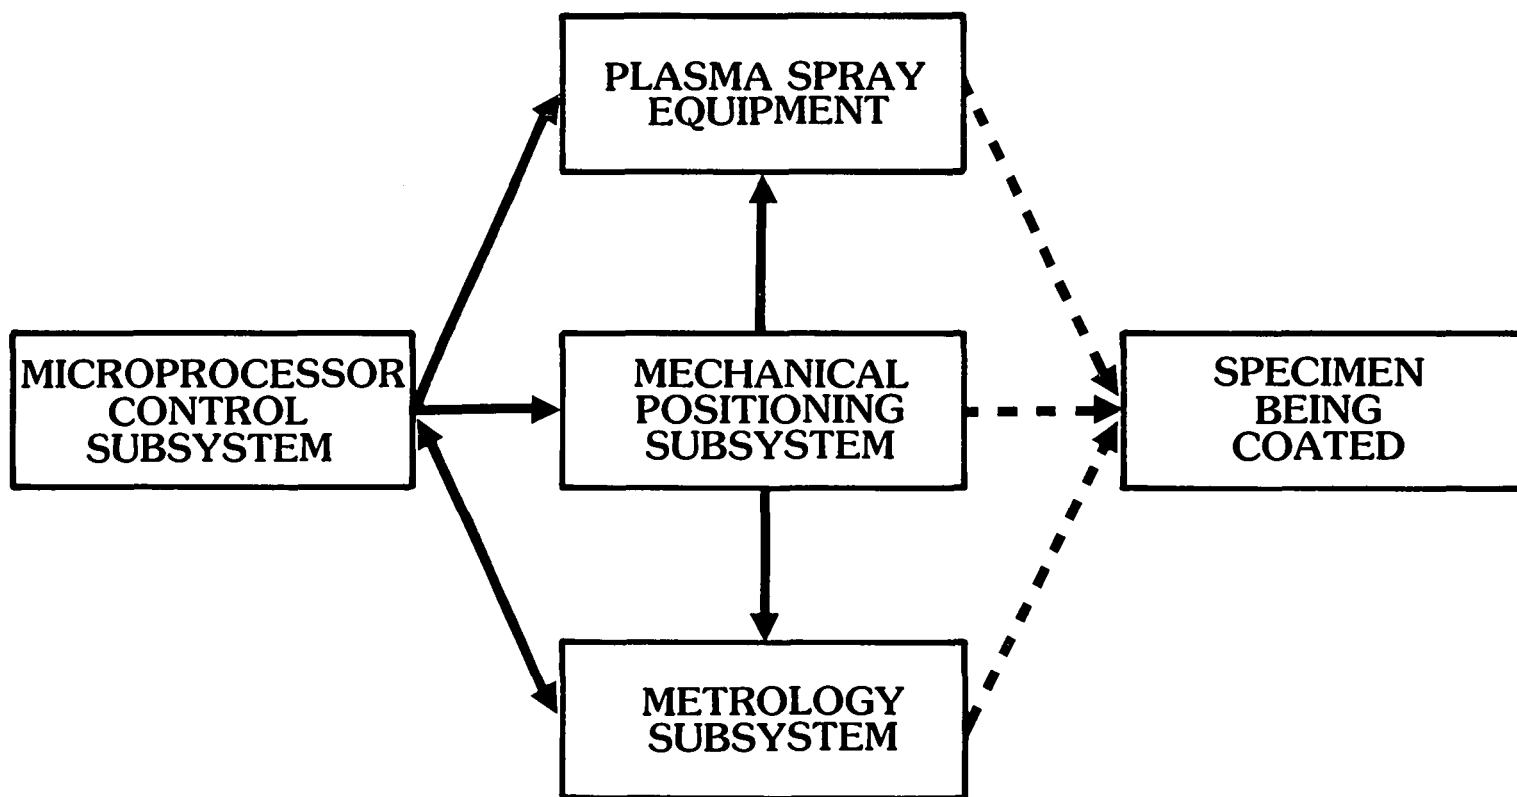 PLASMA SPRAY
EQUIPMENT
MICROPROCESSOR
CONTROL
SUBSYSTEM
MECHANICAL
POSITIONING
SUBSYSTEM
SPECIMEN
BEING
COATED
METROLOGY
SUBSYSTEM